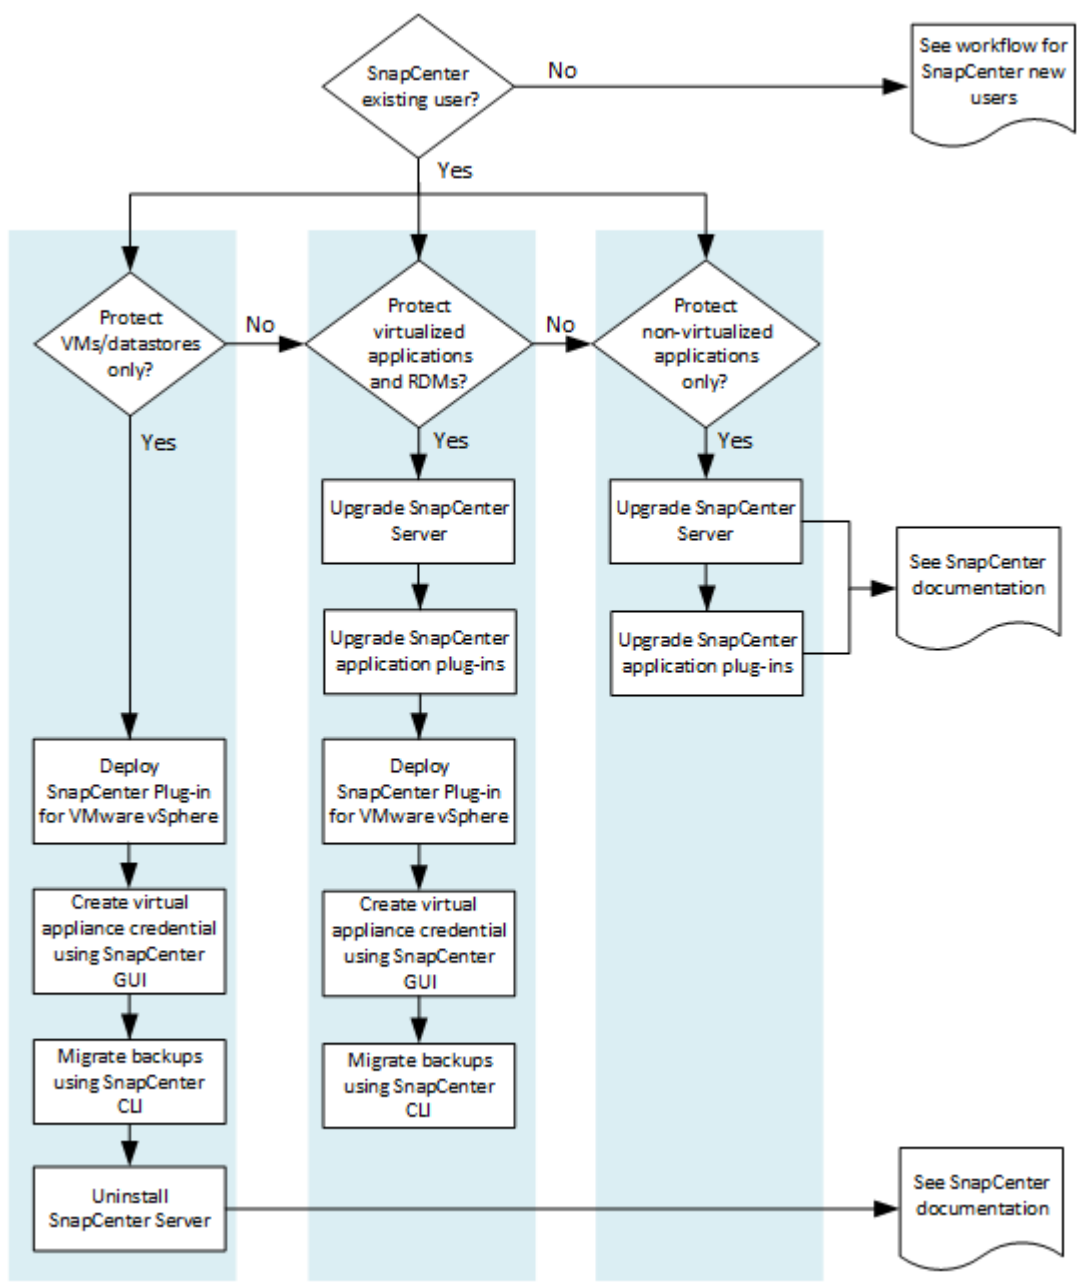 SnapCenter
existing user?
No
See workflow for
SnapCenter new
users
Yes
Protect
VMs/datastores
only?
No
Protect
virtualized
applications
and RDMs?
No
Protect
non-virtualized
applications
only?
Yes
Yes
Yes
Upgrade SnapCenter
Server
Upgrade SnapCenter
Server
See SnapCenter
documentation
Upgrade SnapCenter
application plug-ins
Upgrade SnapCenter
application plug-ins
Deploy
SnapCenter Plug-in
for VMware vSphere
Deploy
SnapCenter Plug-in
for VMware vSphere
Create virtual
appliance credential
using SnapCenter
GUI
Create virtual
appliance credential
using SnapCenter
GUI
Migrate backups
using SnapCenter
CLI
Migrate backups
using SnapCenter
CLI
Uninstall
SnapCenter Server
See SnapCenter
documentation